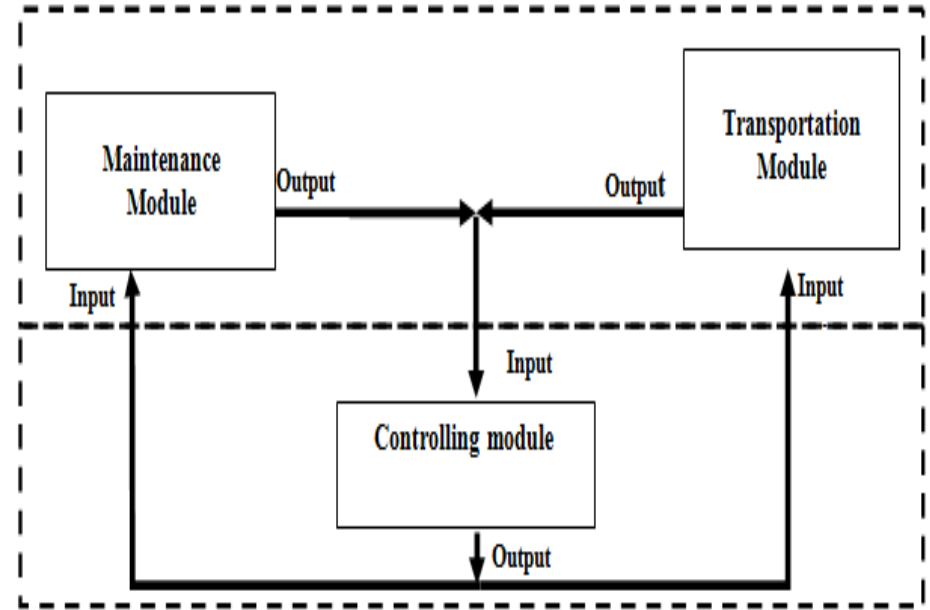 Transportation
Module
Maintenance
Module
Output
Output
Input
Input
Input
Controlling module
Output